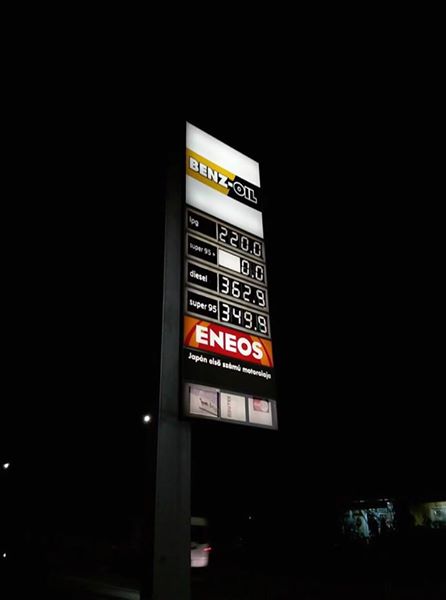 BENZ-OIL
lpg 220.0
super 95 + 0.0
diesel 362.9
super 95 349.9
ENEOS
Japán első számú motorolaja